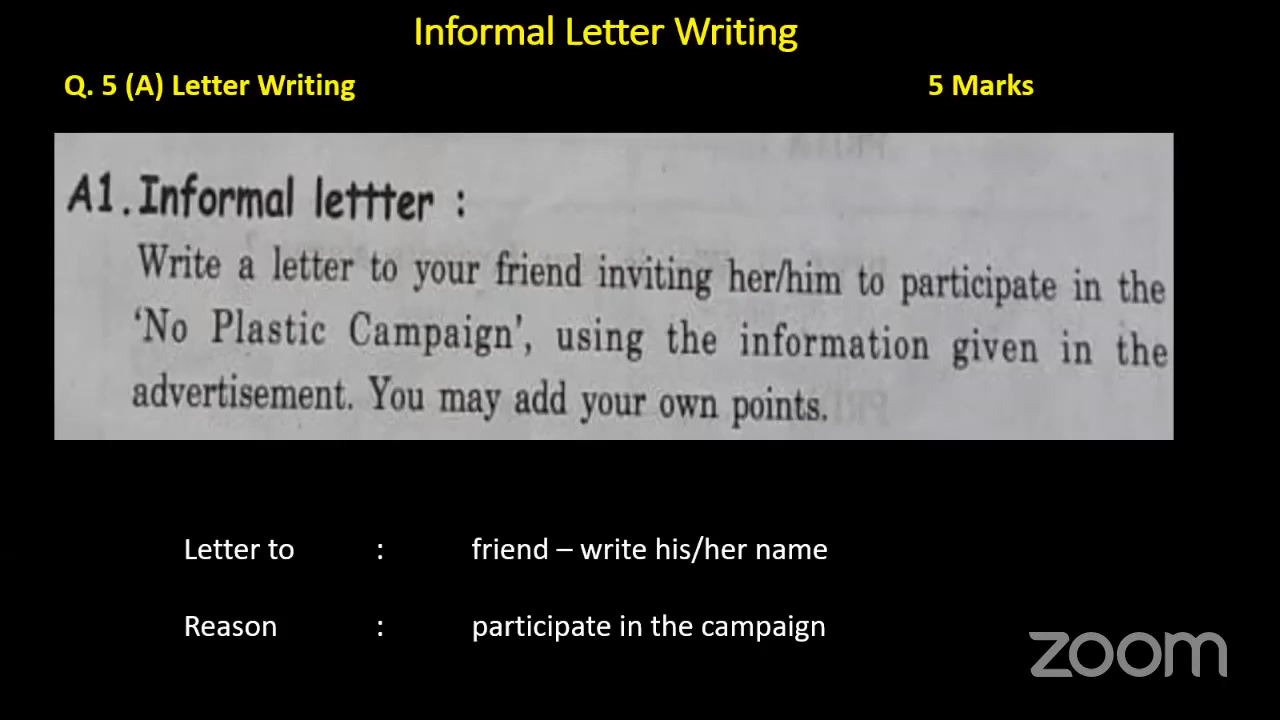 Informal Letter Writing
Q. 5 (A) Letter Writing 5 Marks
A1. Informal lettter :
Write a letter to your friend inviting her/him to participate in the
‘No Plastic Campaign’, using the information given in the
advertisement. You may add your own points.
Letter to : friend – write his/her name
Reason : participate in the campaign
zoom